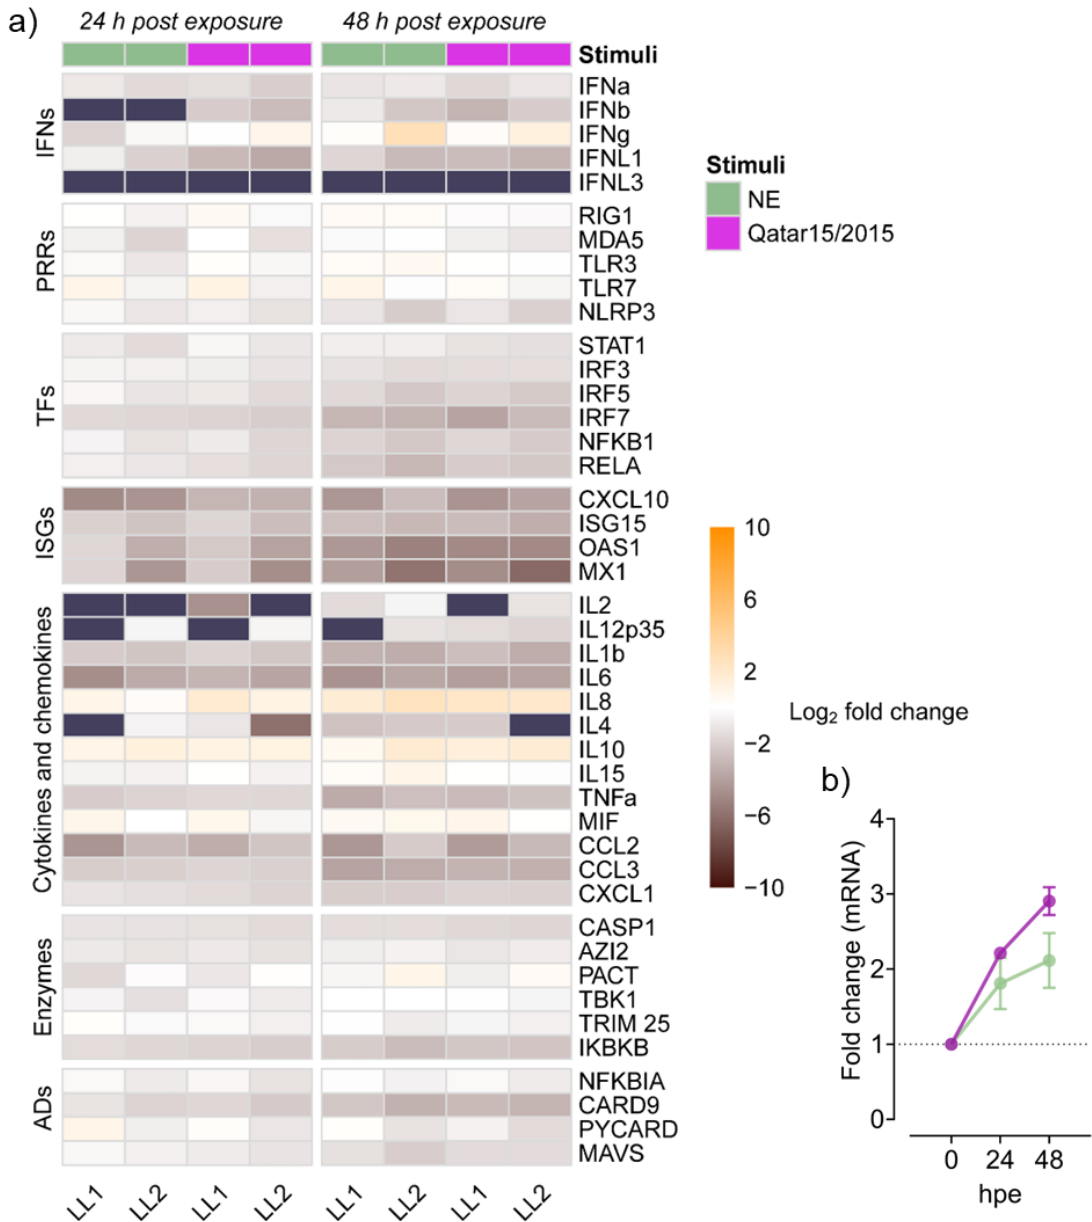 a)
24 h post exposure
48 h post exposure
Stimuli
IFNs
IFNa
IFNb
IFNg
IFNL1
IFNL3
PRRs
RIG1
MDA5
TLR3
TLR7
NLRP3
TFs
STAT1
IRF3
IRF5
IRF7
NFKB1
RELA
ISGs
CXCL10
ISG15
OAS1
MX1
Cytokines and chemokines
IL2
IL12p35
IL1b
IL6
IL8
IL4
IL10
IL15
TNFa
MIF
CCL2
CCL3
CXCL1
Enzymes
CASP1
AZI2
PACT
TBK1
TRIM 25
IKBKB
ADs
NFKBIA
CARD9
PYCARD
MAVS
LL1 LL2 LL1 LL2 LL1 LL2 LL1 LL2
Stimuli
NE
Qatar15/2015
10
6
2
−2
−6
−10
Log₂ fold change
b)
Fold change (mRNA)
4
3
2
1
0
0 24 48
hpe